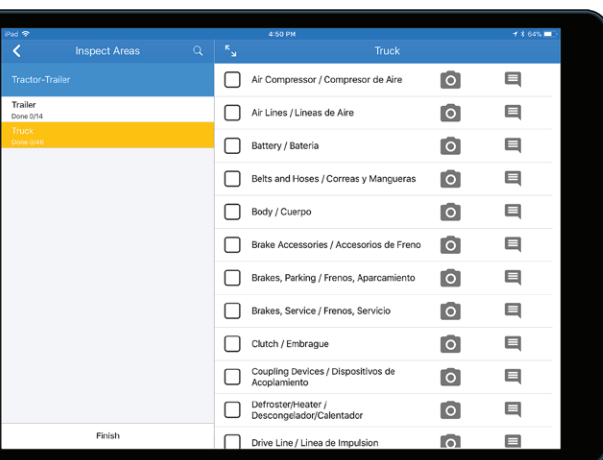 iPad 4:50 PM 64%
Inspect Areas
Truck
Tractor-Trailer
Trailer
Done 0/14
Truck
Done 0/46
Finish
Air Compressor / Compresor de Aire
Air Lines / Lineas de Aire
Battery / Bateria
Belts and Hoses / Correas y Mangueras
Body / Cuerpo
Brake Accessories / Accesorios de Freno
Brakes, Parking / Frenos, Aparcamiento
Brakes, Service / Frenos, Servicio
Clutch / Embrague
Coupling Devices / Dispositivos de
Acoplamiento
Defroster/Heater /
Descongelador/Calentador
Drive Line / Linea de Impulsion